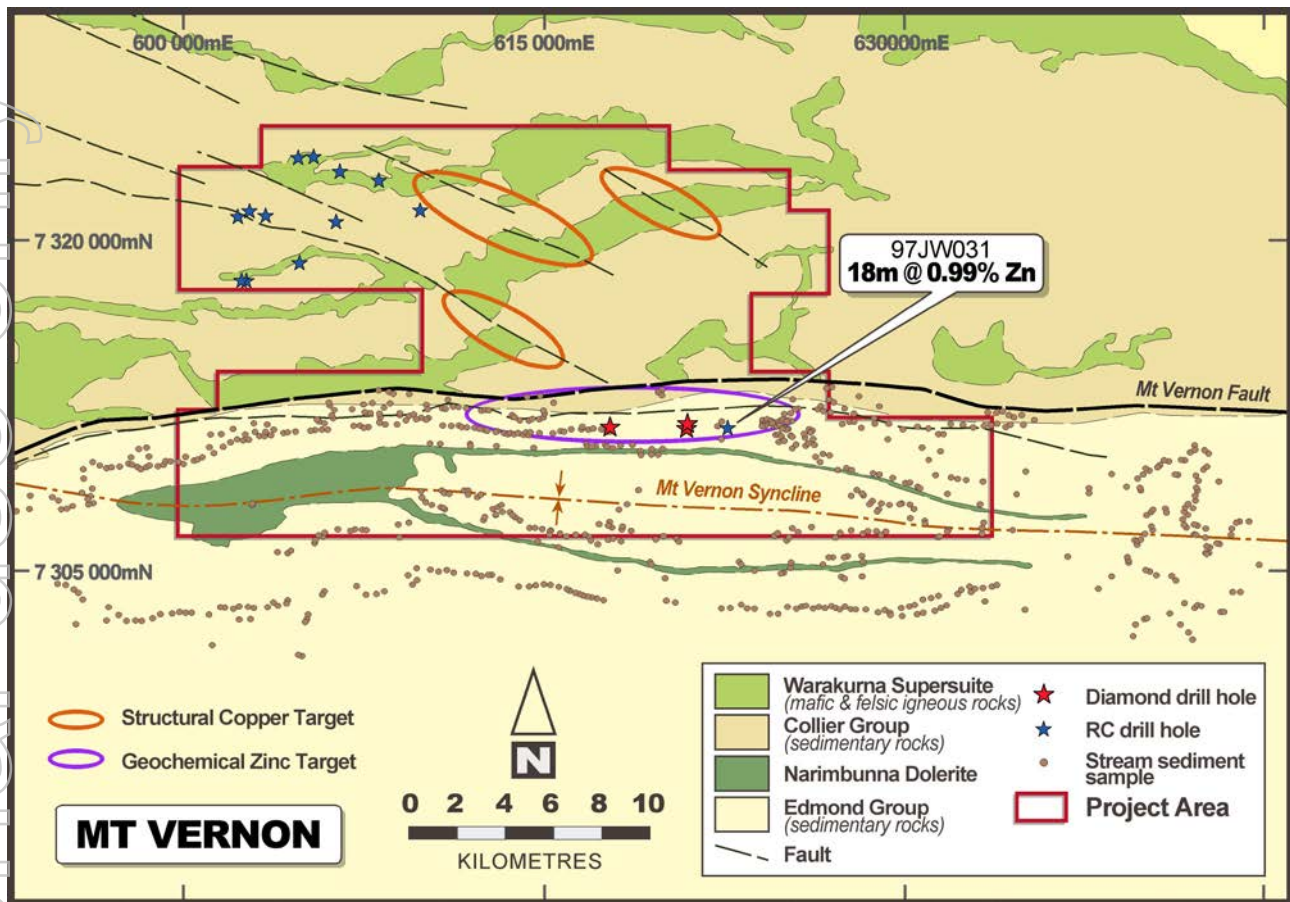 600 000mE
615 000mE
630000mE
7 320 000mN
97JW031
18m @ 0.99% Zn
Mt Vernon Fault
Mt Vernon Syncline
7 305 000mN
Structural Copper Target
Geochemical Zinc Target
N
0 2 4 6 8 10
KILOMETRES
MT VERNON
Warakurna Supersuite
(mafic & felsic igneous rocks)
Collier Group
(sedimentary rocks)
Narimbunna Dolerite
Edmond Group
(sedimentary rocks)
Fault
Diamond drill hole
RC drill hole
Stream sediment
sample
Project Area